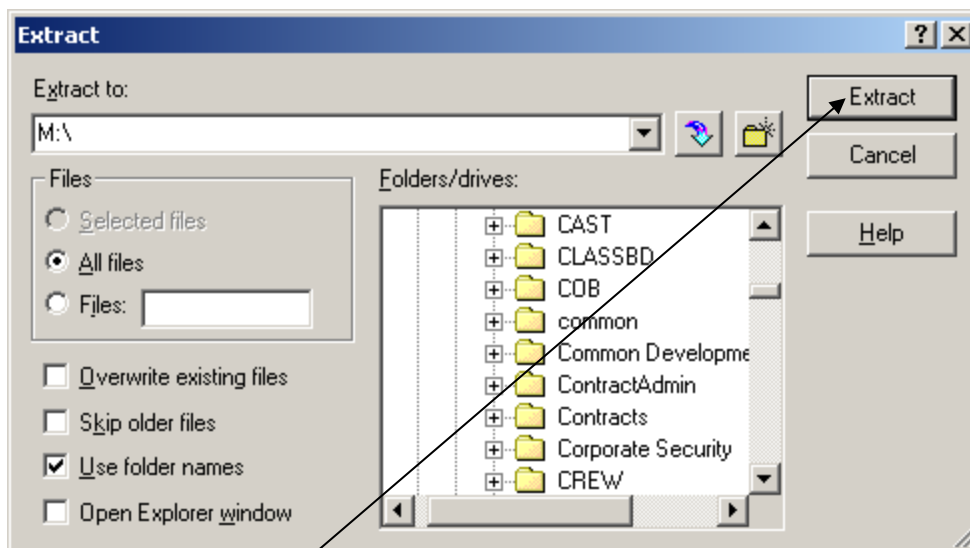 Extract
Extract to:
M:\
Extract
Cancel
Help
Files
Selected files
All files
Files:
Overwrite existing files
Skip older files
Use folder names
Open Explorer window
Folders/drives:
CAST
CLASSBD
COB
common
Common Developme
ContractAdmin
Contracts
Corporate Security
CREW